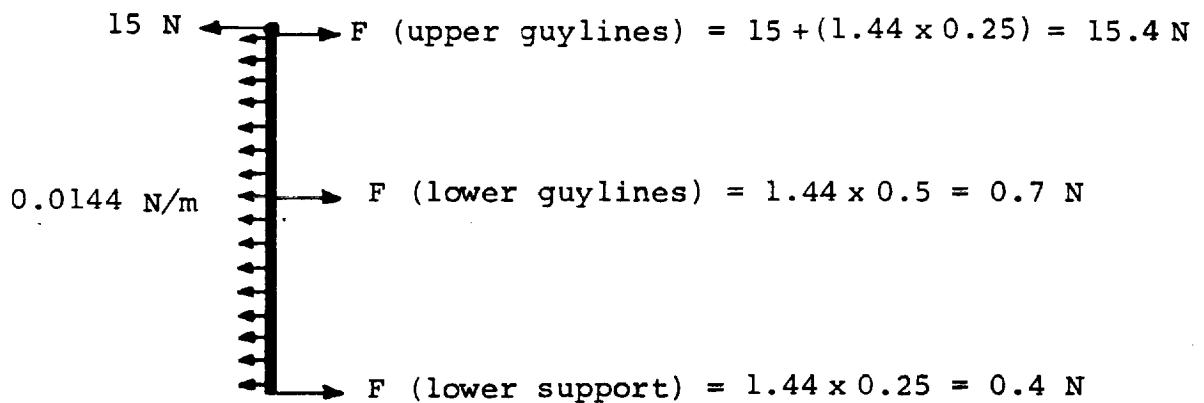 15 N F (upper guylines) = 15 + (1.44 x 0.25) = 15.4 N
0.0144 N/m F (lower guylines) = 1.44 x 0.5 = 0.7 N
F (lower support) = 1.44 x 0.25 = 0.4 N